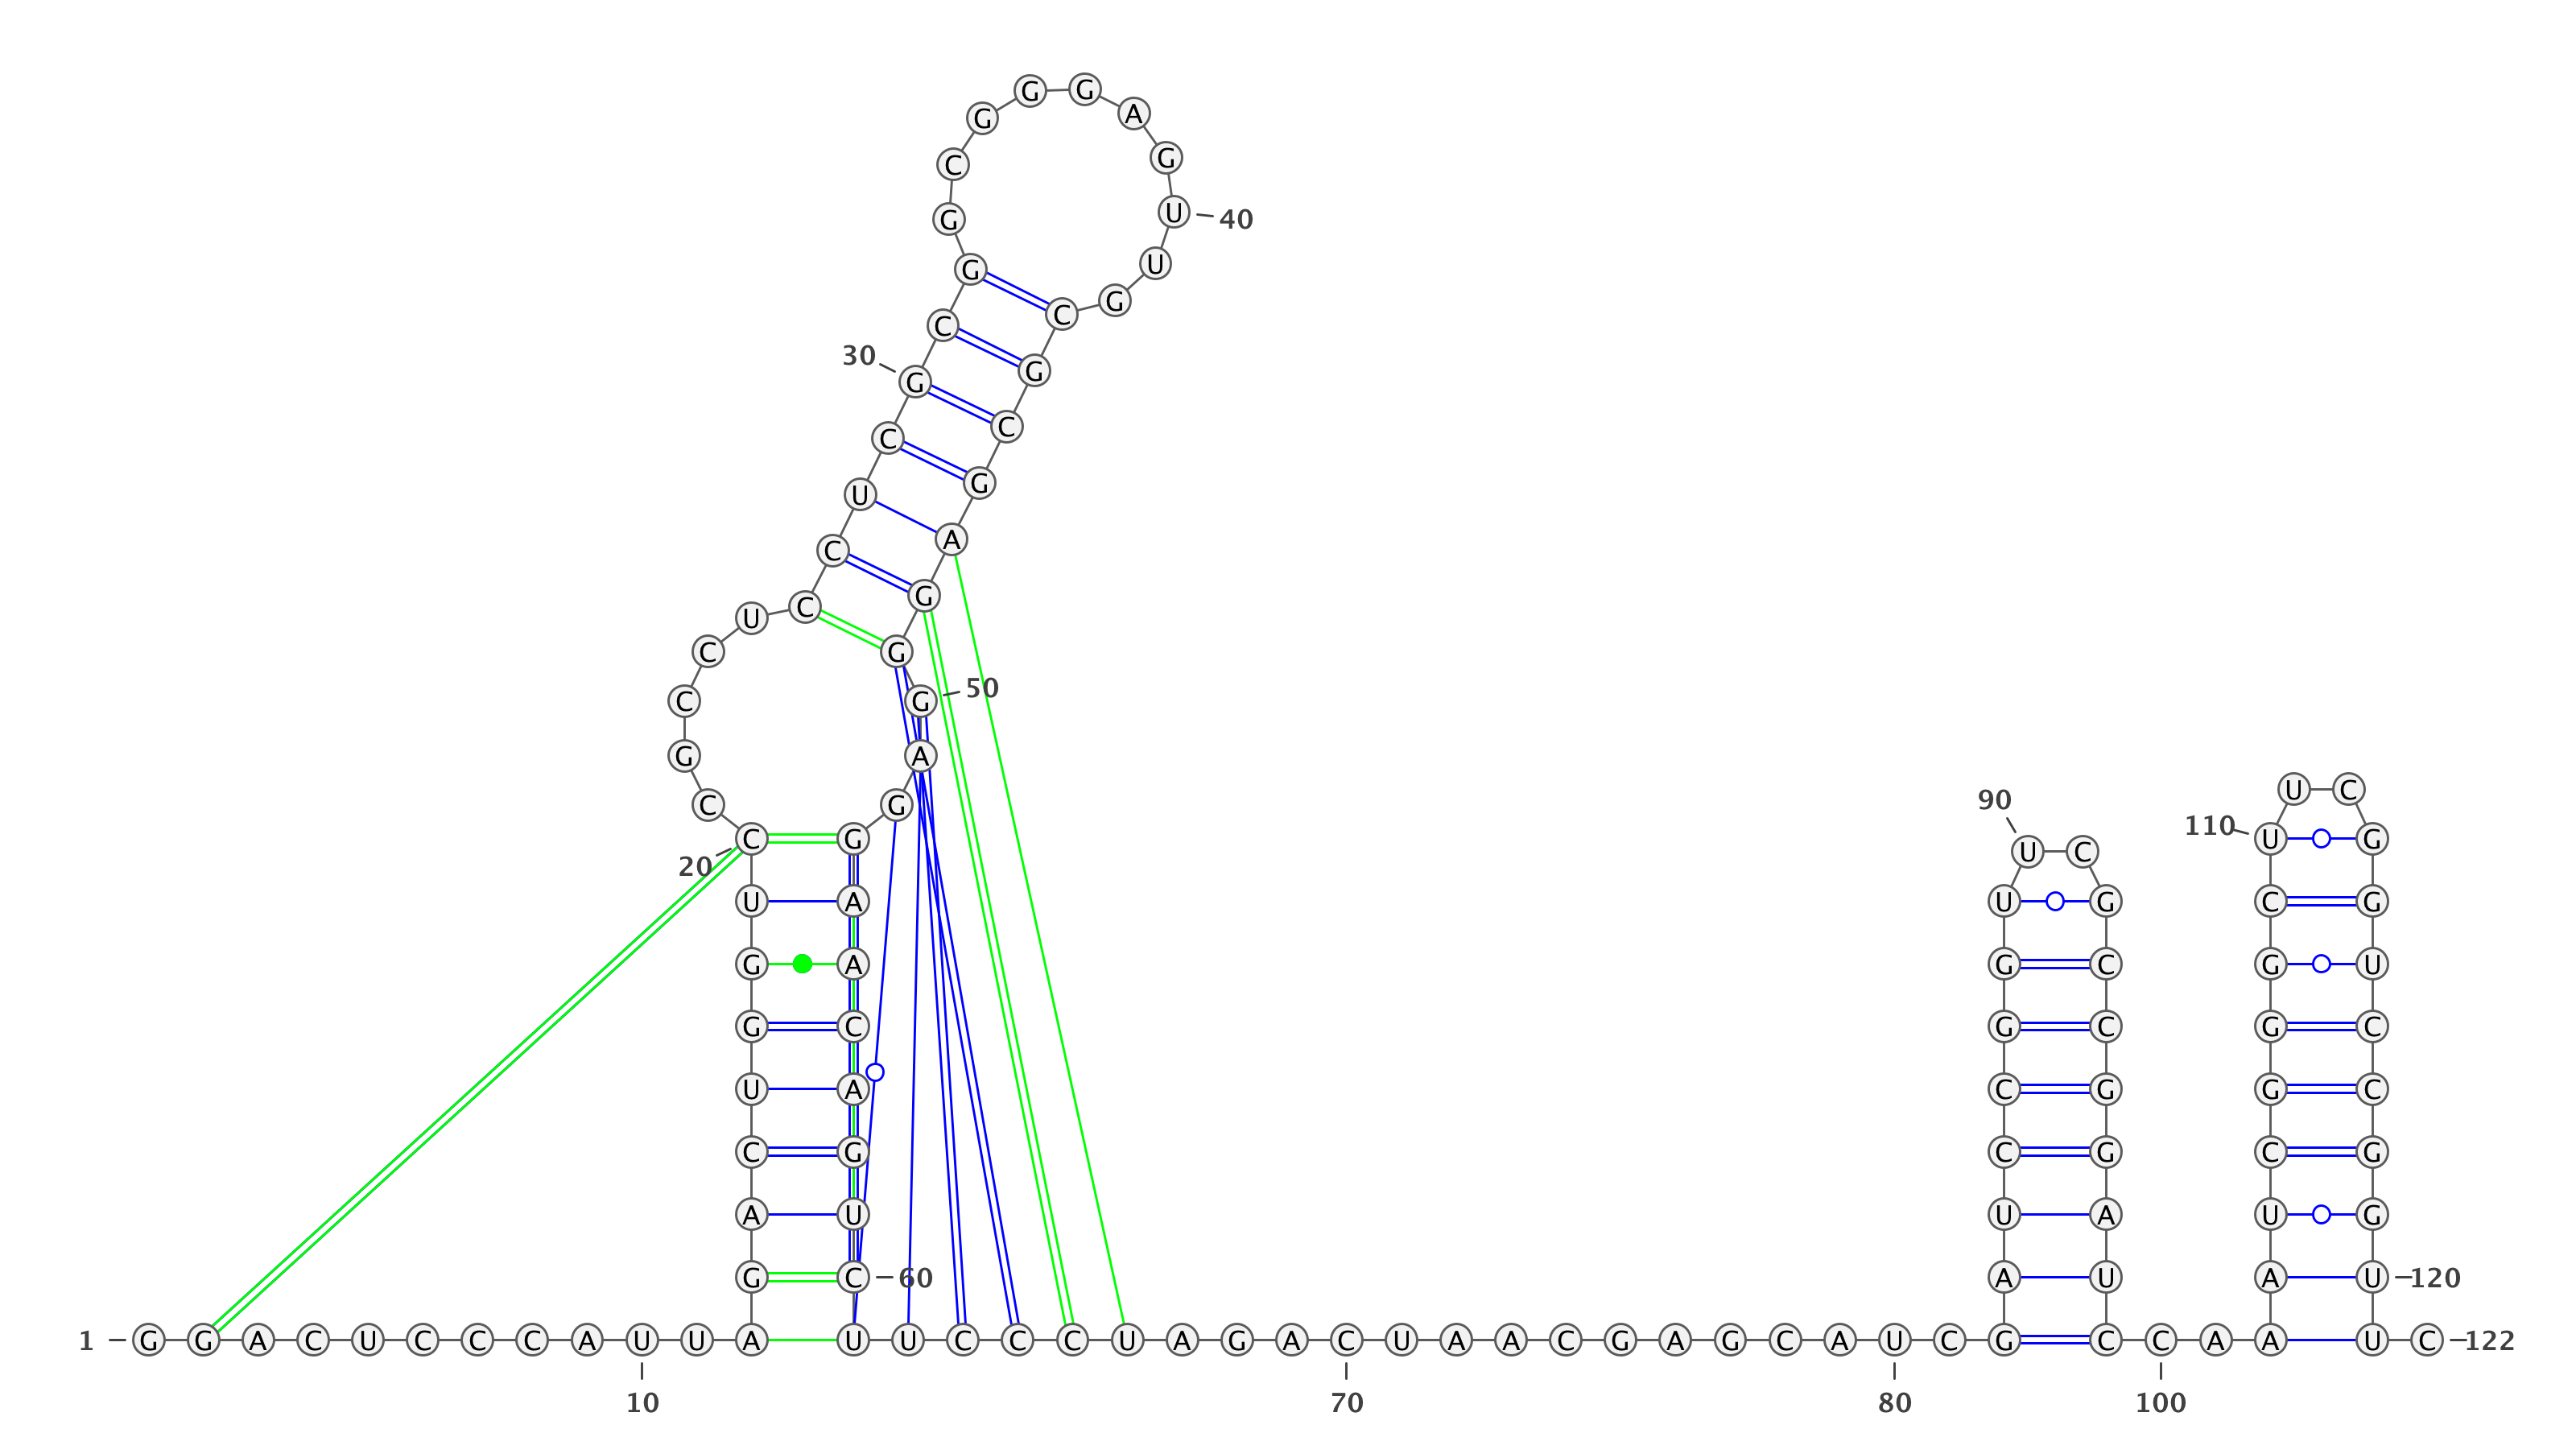 1 G G A C U C C C A U U A
10
G A C U G G U C
20
C G C C U C
C U C G C G
30
G C G G G A G U U G
40
C G C G A G G
G A G
50
G A A C A G U C
60
U U C C C U A G A C U A A C G A G C A U C G
70
80
A U C C G G U
90
U C
G C C G G A U C
C A A
100
A U C G G G C U
110
U C
G G U C C G G U U
120
C 122